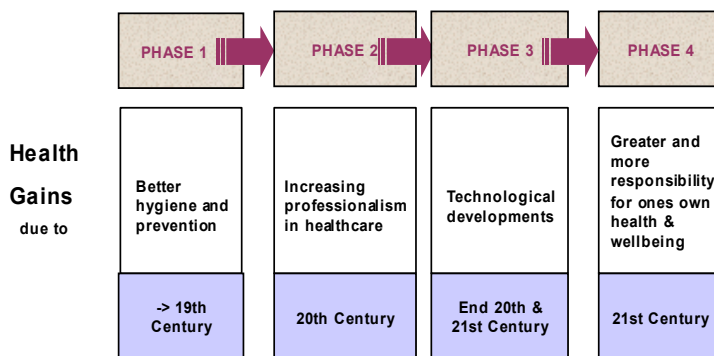 PHASE 1
PHASE 2
PHASE 3
PHASE 4
Health
Gains
due to
Better
hygiene and
prevention
Increasing
professionalism
in healthcare
Technological
developments
Greater and
more
responsibility
for ones own
health &
wellbeing
-> 19th
Century
20th Century
End 20th &
21st Century
21st Century